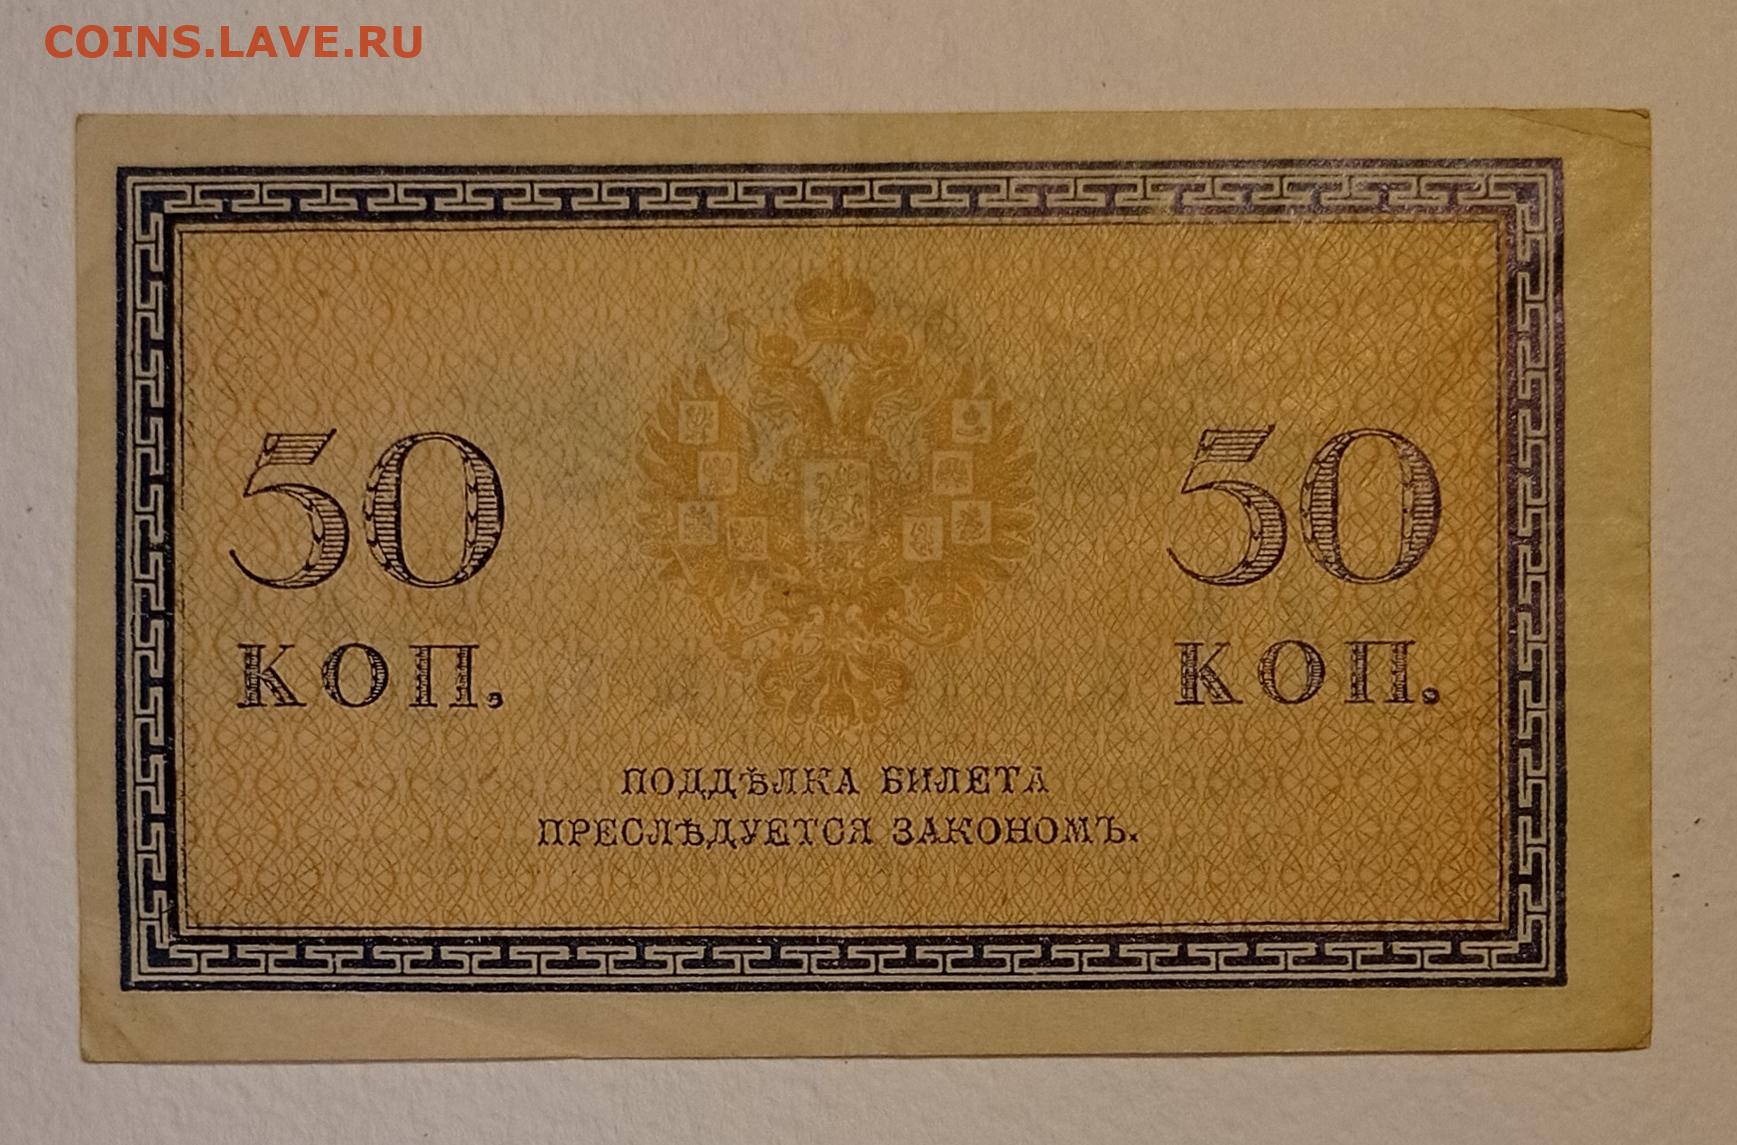 COINS.LAVE.RU
50 50
КОП. КОП.
ПОДДѢЛКА БИЛЕТА
ПРЕСЛѢДУЕТСЯ ЗАКОНОМЪ.